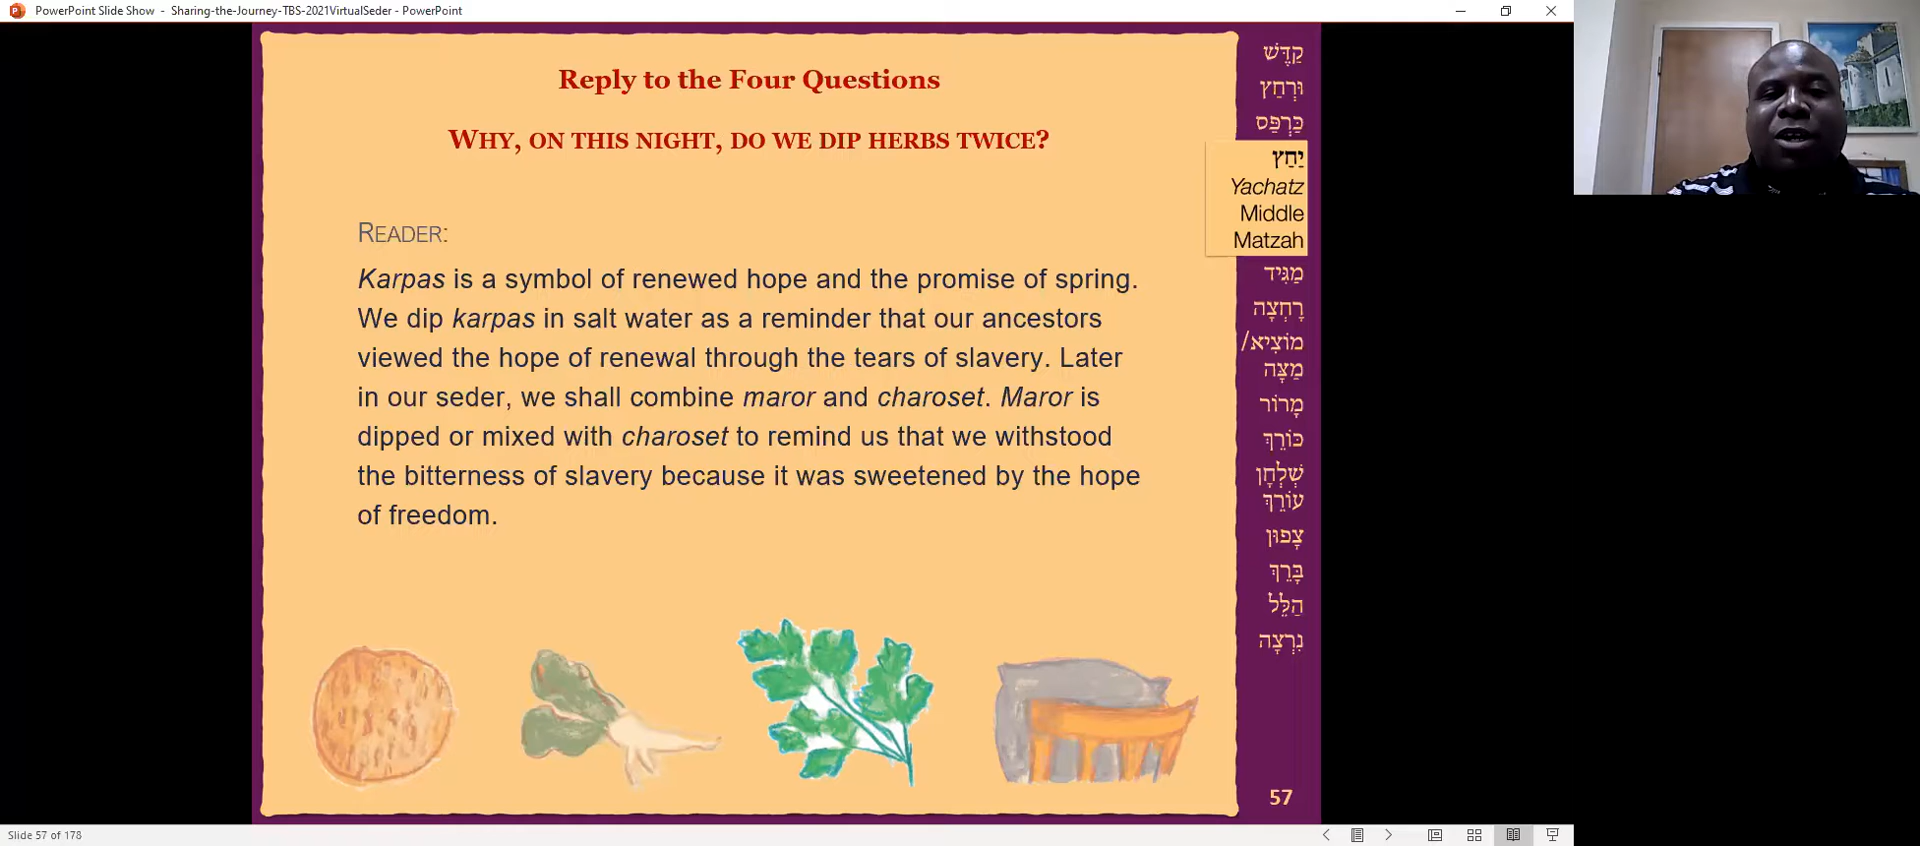 PowerPoint Slide Show - Sharing-the-Journey-TBS-2021VirtualSeder - PowerPoint
Reply to the Four Questions
WHY, ON THIS NIGHT, DO WE DIP HERBS TWICE?
READER:
Karpas is a symbol of renewed hope and the promise of spring.
We dip karpas in salt water as a reminder that our ancestors
viewed the hope of renewal through the tears of slavery. Later
in our seder, we shall combine maror and charoset. Maror is
dipped or mixed with charoset to remind us that we withstood
the bitterness of slavery because it was sweetened by the hope
of freedom.
קַדֶּשׁ
וּרְחַץ
כַּרְפַּס
יַחַץ
Yachatz
Middle
Matzah
מַגִּיד
רָחְצָה
מוֹצִיא/
מַצָּה
מָרוֹר
כּוֹרֵךְ
שֻׁלְחָן
עוֹרֵךְ
צָפוּן
בָּרֵךְ
הַלֵּל
נִרְצָה
57
Slide 57 of 178